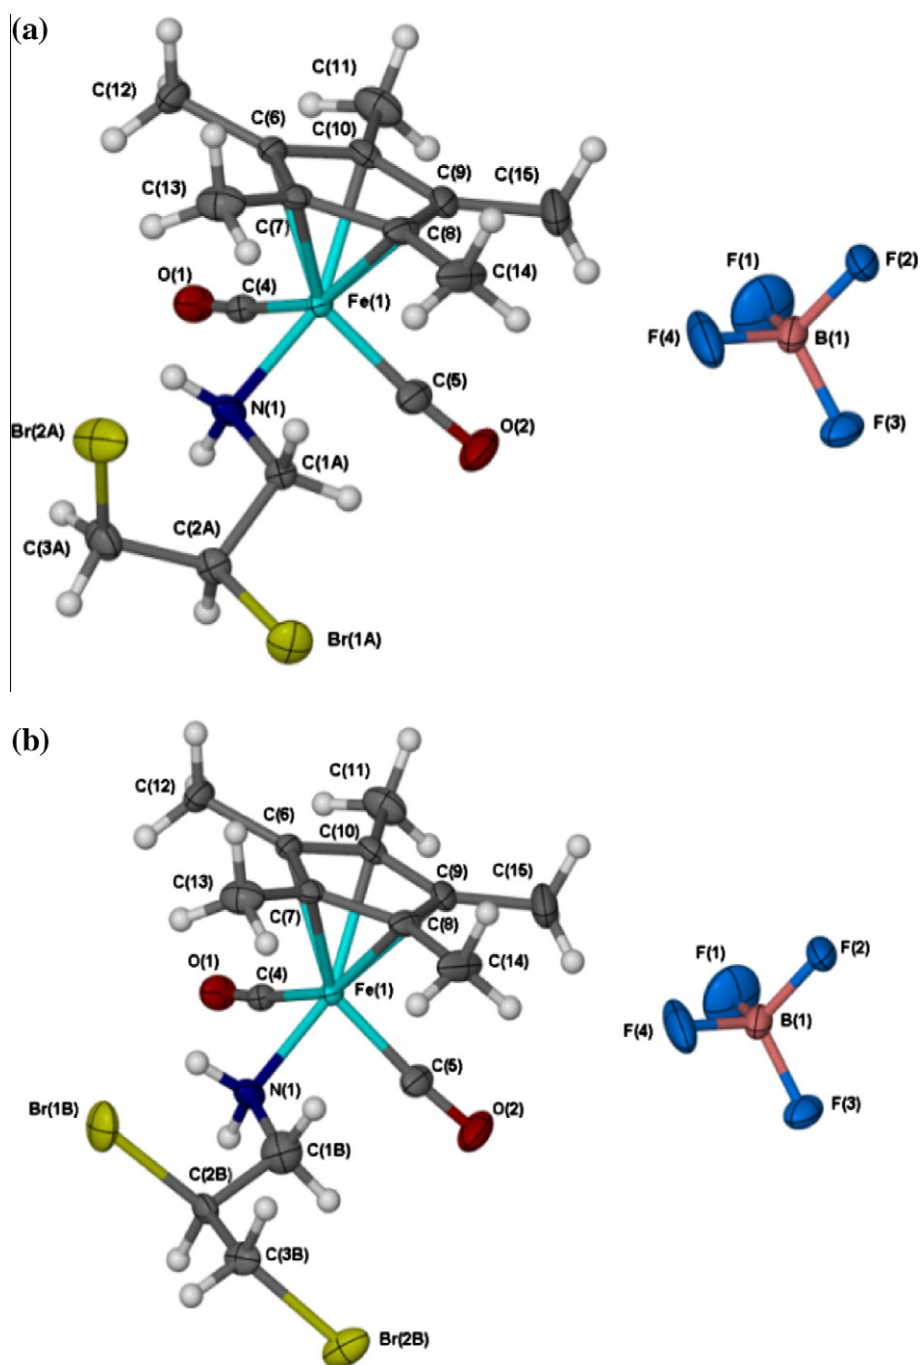 (a)
C(11)
C(12)
C(6)
C(10)
C(9)
C(15)
C(13)
C(7)
C(8)
F(1)
F(2)
C(14)
O(1)
C(4)
Fe(1)
F(4)
B(1)
C(5)
N(1)
F(3)
Br(2A)
O(2)
C(1A)
C(2A)
C(3A)
Br(1A)
(b)
C(11)
C(12)
C(6)
C(10)
C(9)
C(15)
C(13)
C(7)
C(8)
F(1)
F(2)
O(1)
C(4)
C(14)
Fe(1)
F(4)
B(1)
C(5)
N(1)
Br(1B)
O(2)
F(3)
C(1B)
C(2B)
C(3B)
Br(2B)